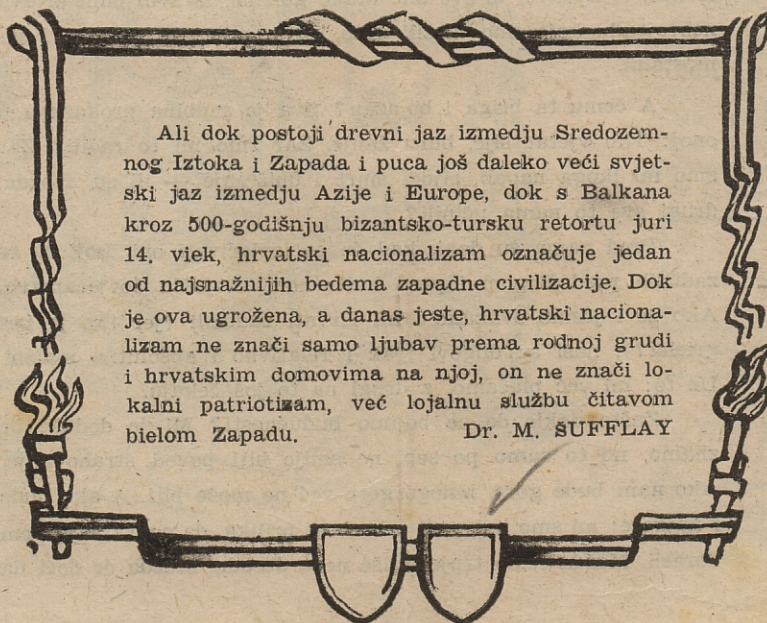 Ali dok postoji drevni jaz izmedju Sredozem-
nog Iztoka i Zapada i puca još daleko veći svjet-
ski jaz izmedju Azije i Europe, dok s Balkana
kroz 500-godišnju bizantsko-tursku retortu juri
14. viek, hrvatski nacionalizam označuje jedan
od najsnažnijih bedema zapadne civilizacije. Dok
je ova ugrožena, a danas jeste, hrvatski naciona-
lizam ne znači samo ljubav prema rodnoj grudi
i hrvatskim domovima na njoj, on ne znači lo-
kalni patriotizam, već lojalnu službu čitavom
bielom Zapadu. Dr. M. ŠUFFLAY